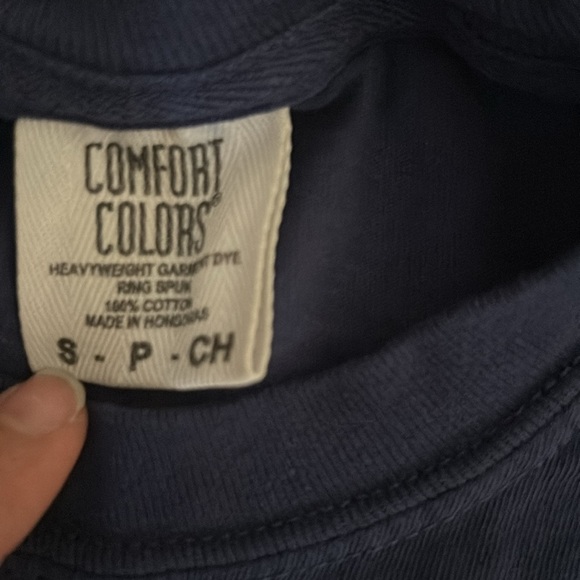 COMFORT
COLORS®
HEAVYWEIGHT GARMENT DYE
RING SPUN
100% COTTON
MADE IN HONDURAS
S - P - CH